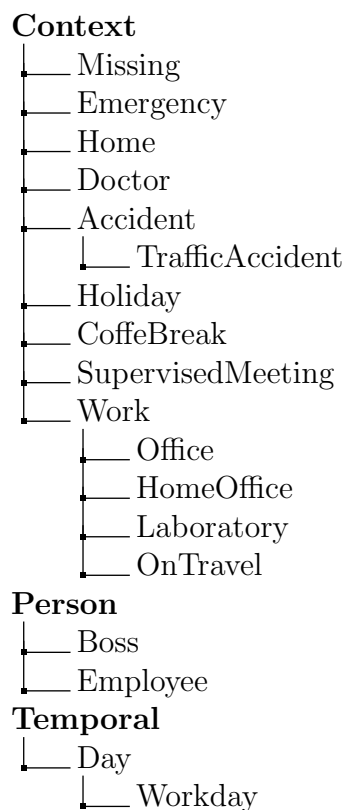 Context
Missing
Emergency
Home
Doctor
Accident
TrafficAccident
Holiday
CoffeBreak
SupervisedMeeting
Work
Office
HomeOffice
Laboratory
OnTravel
Person
Boss
Employee
Temporal
Day
Workday